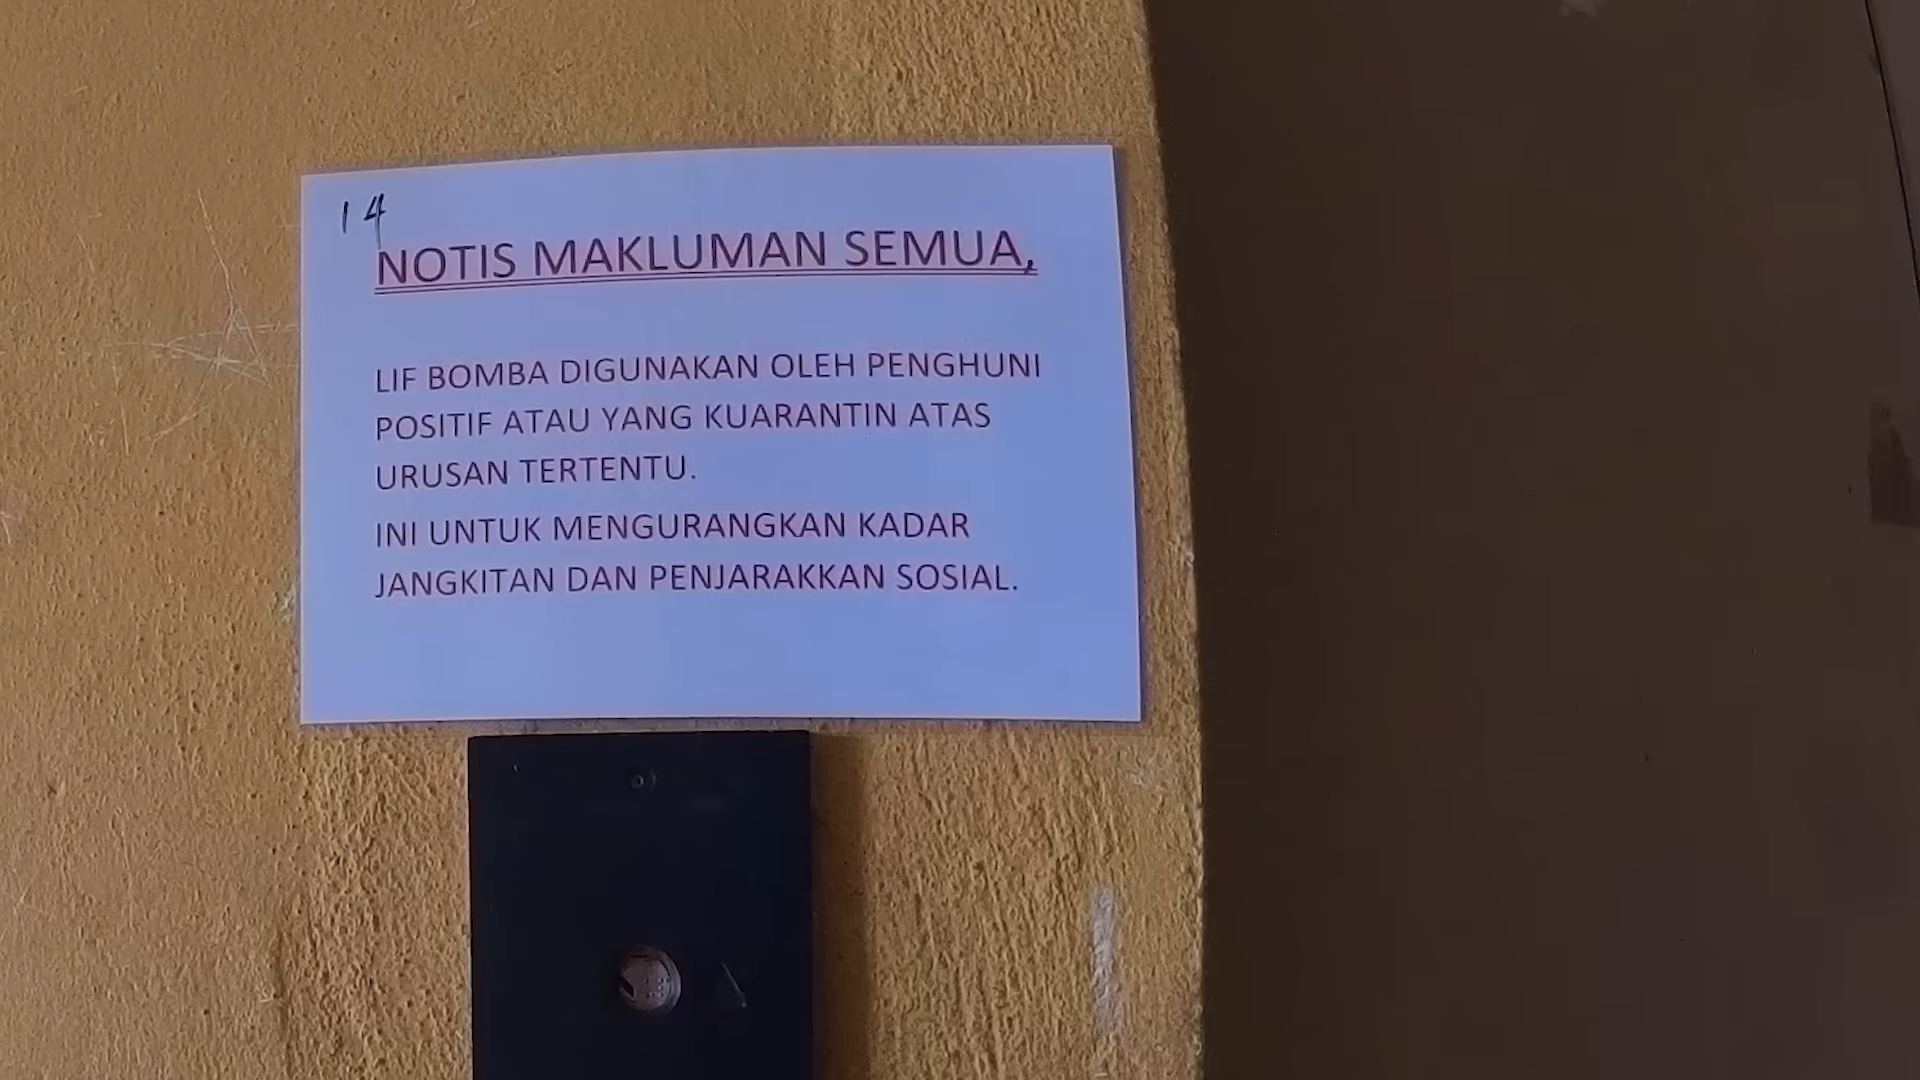 14
NOTIS MAKLUMAN SEMUA,
LIF BOMBA DIGUNAKAN OLEH PENGHUNI
POSITIF ATAU YANG KUARANTIN ATAS
URUSAN TERTENTU.
INI UNTUK MENGURANGKAN KADAR
JANGKITAN DAN PENJARAKKAN SOSIAL.